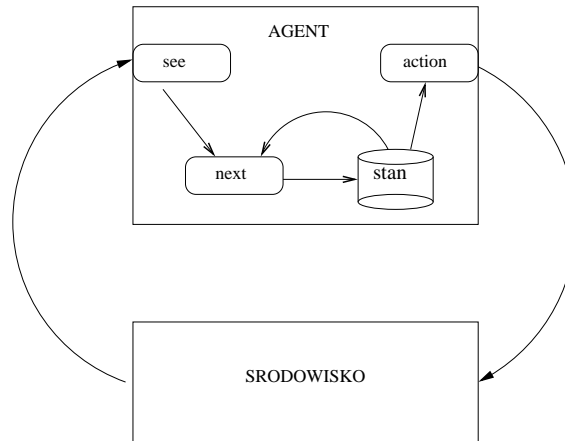 AGENT
see
action
next
stan
SRODOWISKO